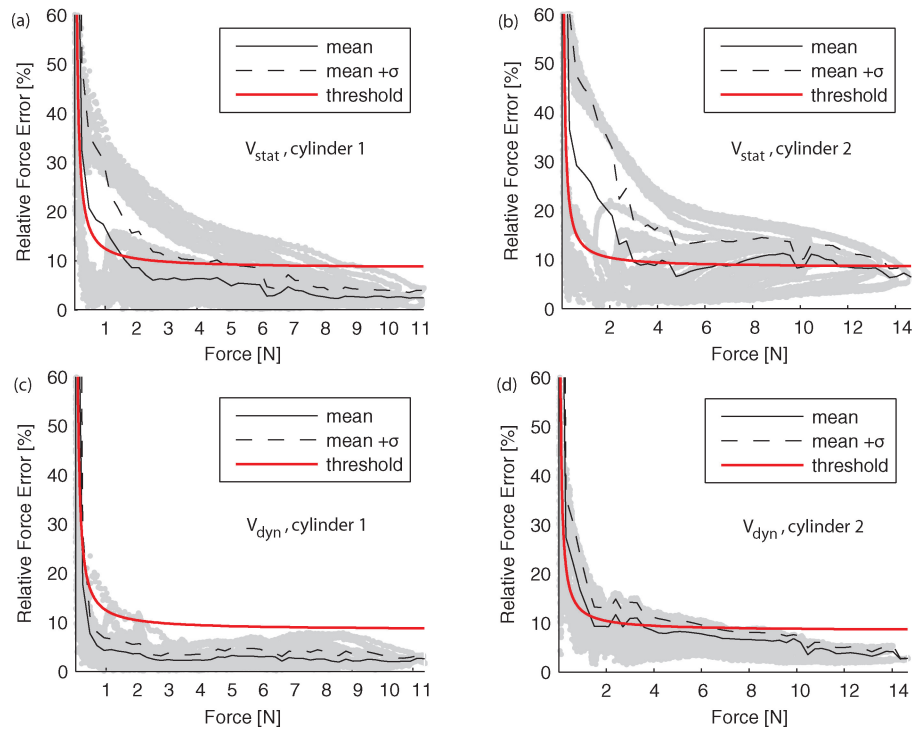 (a)
Relative Force Error [%]
60
50
40
30
20
10
0
mean
mean +σ
threshold
Vstat , cylinder 1
1 2 3 4 5 6 7 8 9 10 11
Force [N]
(b)
Relative Force Error [%]
60
50
40
30
20
10
0
mean
mean +σ
threshold
Vstat , cylinder 2
2 4 6 8 10 12 14
Force [N]
(c)
Relative Force Error [%]
60
50
40
30
20
10
0
mean
mean +σ
threshold
Vdyn , cylinder 1
1 2 3 4 5 6 7 8 9 10 11
Force [N]
(d)
Relative Force Error [%]
60
50
40
30
20
10
0
mean
mean +σ
threshold
Vdyn , cylinder 2
2 4 6 8 10 12 14
Force [N]